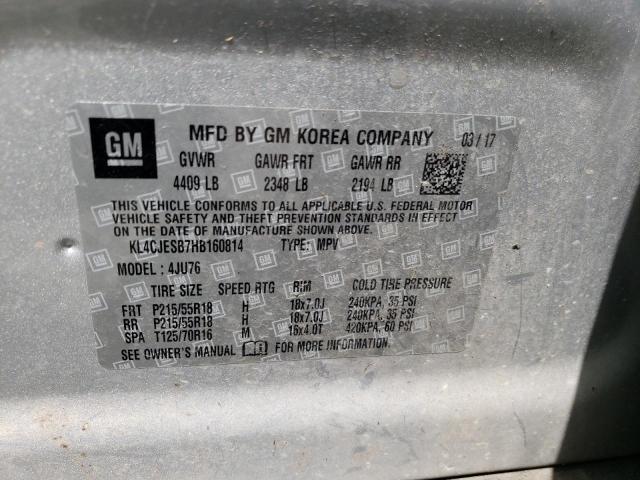 GM MFD BY GM KOREA COMPANY 03/17
GVWR GAWR FRT GAWR RR
4409 LB 2348 LB 2194 LB
THIS VEHICLE CONFORMS TO ALL APPLICABLE U.S. FEDERAL MOTOR
VEHICLE SAFETY AND THEFT PREVENTION STANDARDS IN EFFECT
ON THE DATE OF MANUFACTURE SHOWN ABOVE.
KL4CJESB7HB160814 TYPE: MPV
MODEL: 4JU76
TIRE SIZE SPEED RTG RIM COLD TIRE PRESSURE
FRT P215/55R18 H 18x7.0J 240KPA, 35 PSI
RR P215/55R18 H 18x7.0J 240KPA, 35 PSI
SPA T125/70R16 M 16x4.0T 420KPA, 60 PSI
SEE OWNER'S MANUAL FOR MORE INFORMATION.